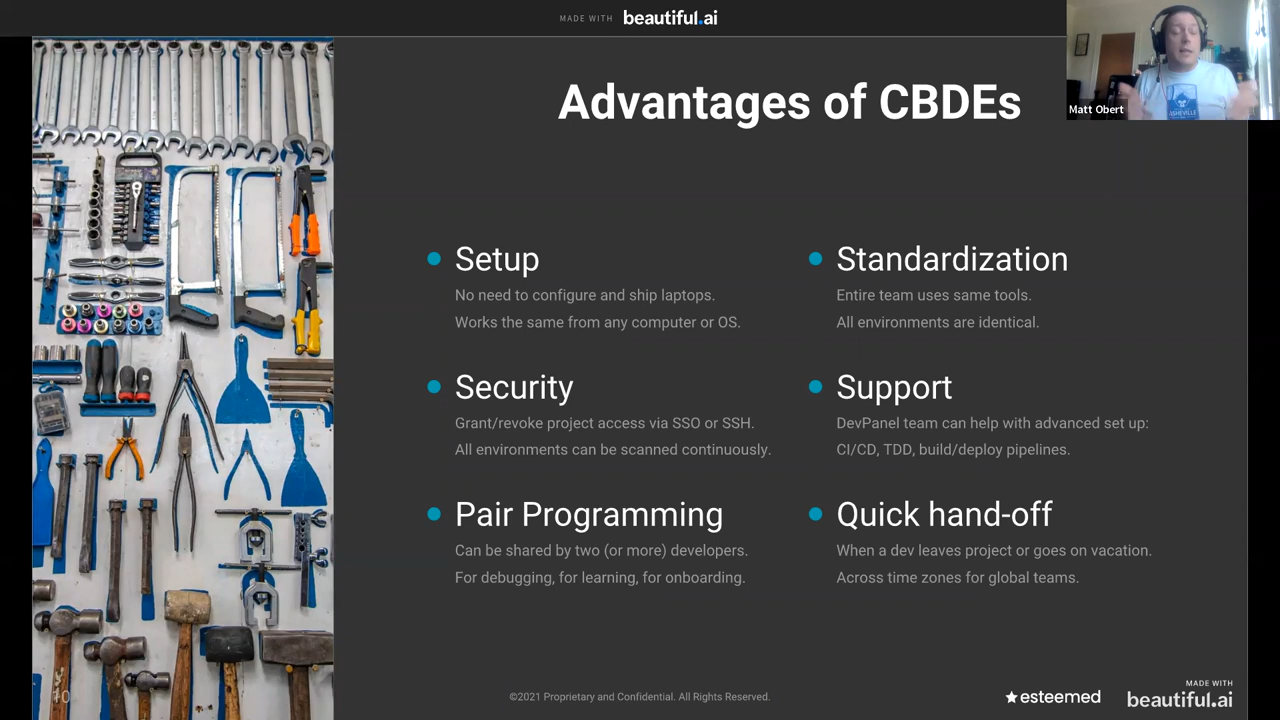 MADE WITH beautiful.ai
Advantages of CBDEs
Matt Obert
ASHEVILLE
Setup
No need to configure and ship laptops.
Works the same from any computer or OS.
Standardization
Entire team uses same tools.
All environments are identical.
Security
Grant/revoke project access via SSO or SSH.
All environments can be scanned continuously.
Support
DevPanel team can help with advanced set up:
CI/CD, TDD, build/deploy pipelines.
Pair Programming
Can be shared by two (or more) developers.
For debugging, for learning, for onboarding.
Quick hand-off
When a dev leaves project or goes on vacation.
Across time zones for global teams.
10
©2021 Proprietary and Confidential. All Rights Reserved.
esteemed
MADE WITH
beautiful.ai